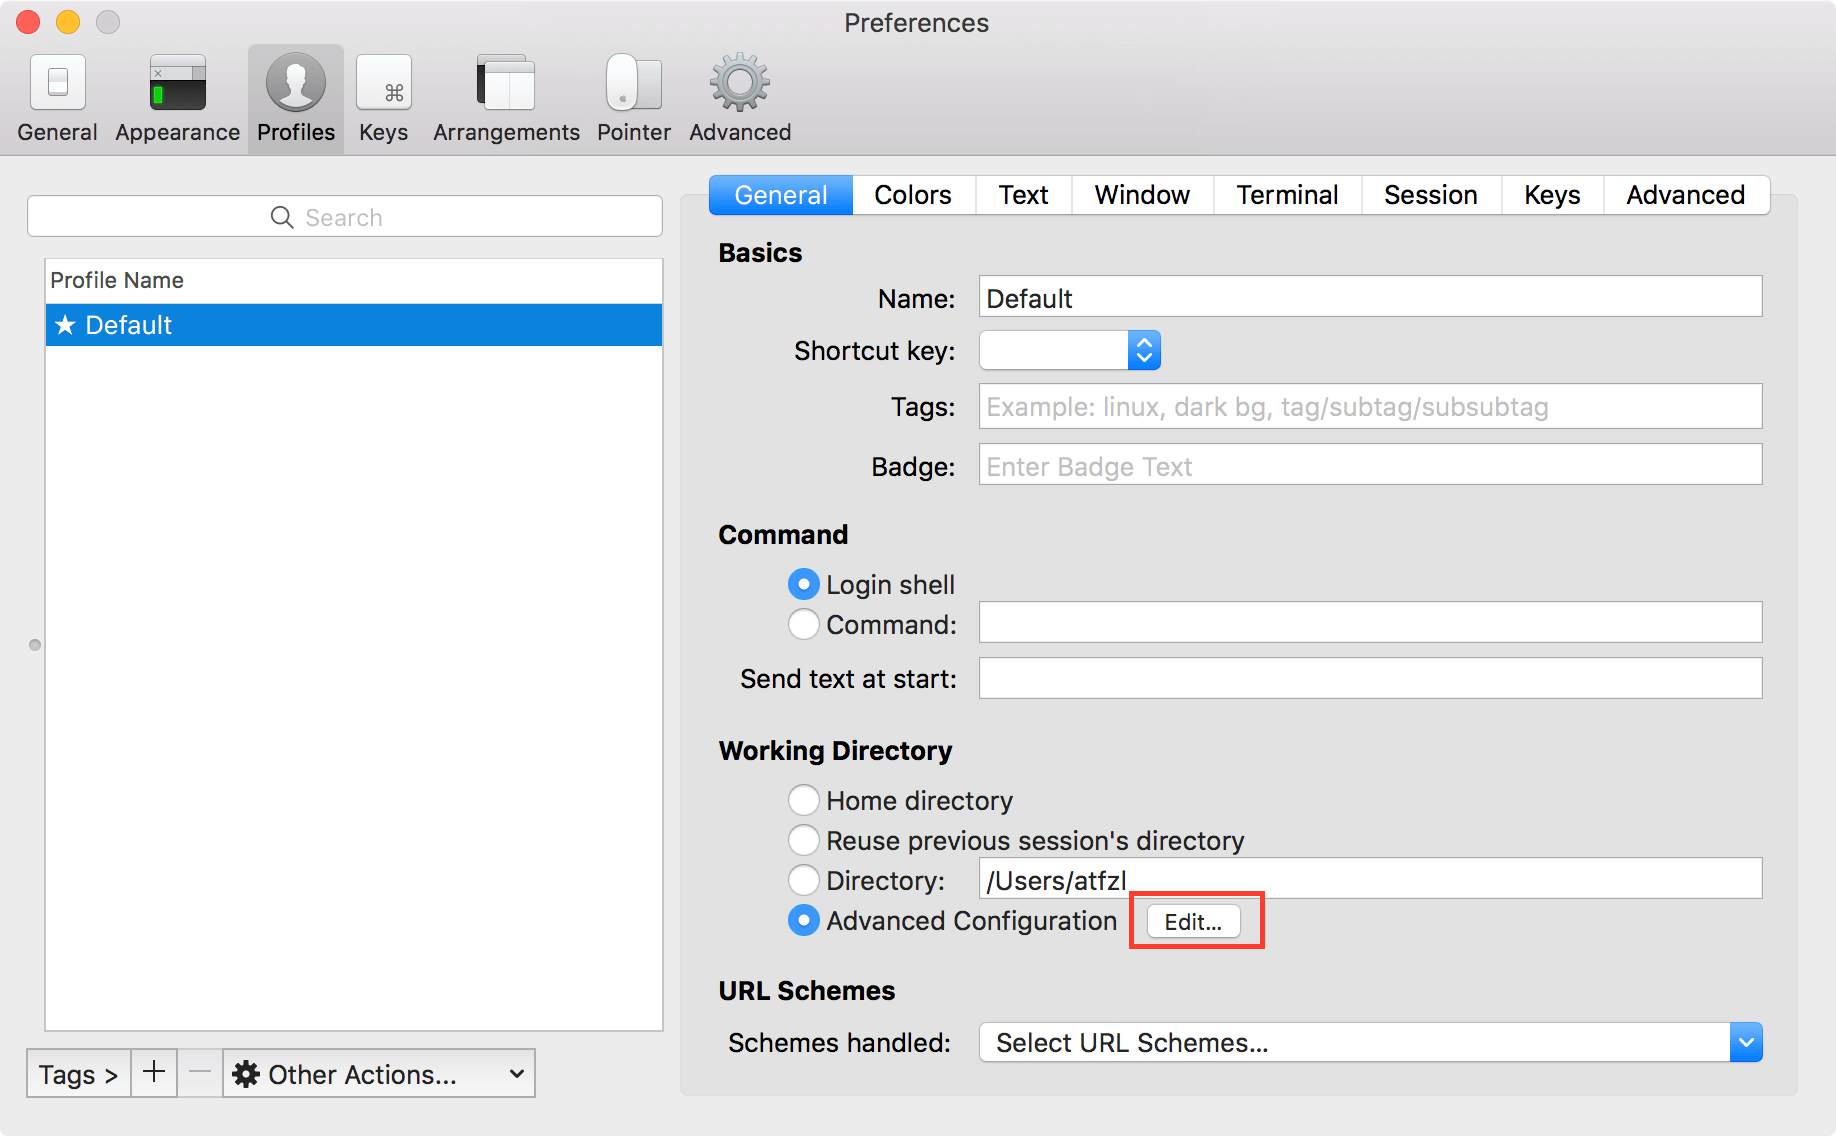 Preferences
General Appearance Profiles Keys Arrangements Pointer Advanced
Search
Profile Name
★ Default
General Colors Text Window Terminal Session Keys Advanced
Basics
Name: Default
Shortcut key:
Tags: Example: linux, dark bg, tag/subtag/subsubtag
Badge: Enter Badge Text
Command
Login shell
Command:
Send text at start:
Working Directory
Home directory
Reuse previous session's directory
Directory: /Users/atfzl
Advanced Configuration Edit...
URL Schemes
Schemes handled: Select URL Schemes...
Tags > + — Other Actions...